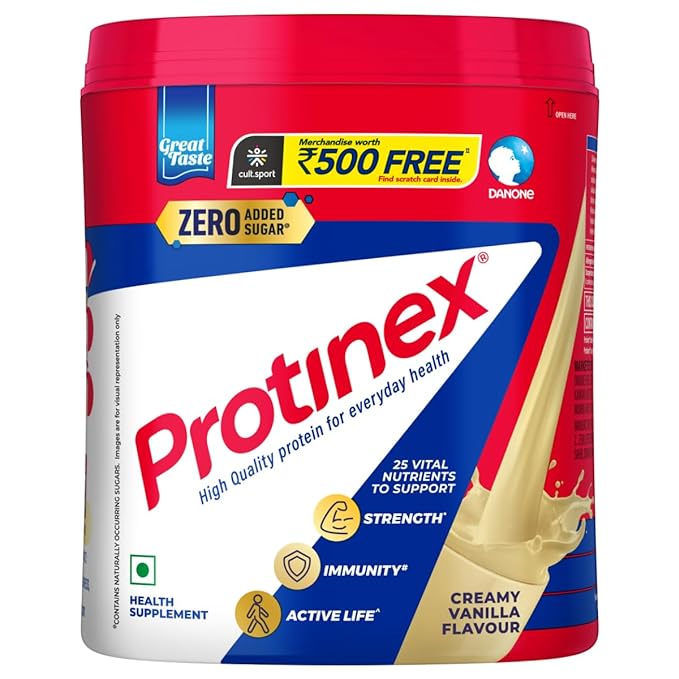 Great
Taste
cult.sport
Merchandise worth
₹500 FREE‡‡
Find scratch card inside.
OPEN HERE
DANONE
ZERO ADDED
SUGAR@
Protinex®
High Quality protein for everyday health
25 VITAL
NUTRIENTS
TO SUPPORT
STRENGTH*
IMMUNITY#
ACTIVE LIFE^
HEALTH
SUPPLEMENT
CREAMY
VANILLA
FLAVOUR
@CONTAINS NATURALLY OCCURRING SUGARS. Images are for visual representation only